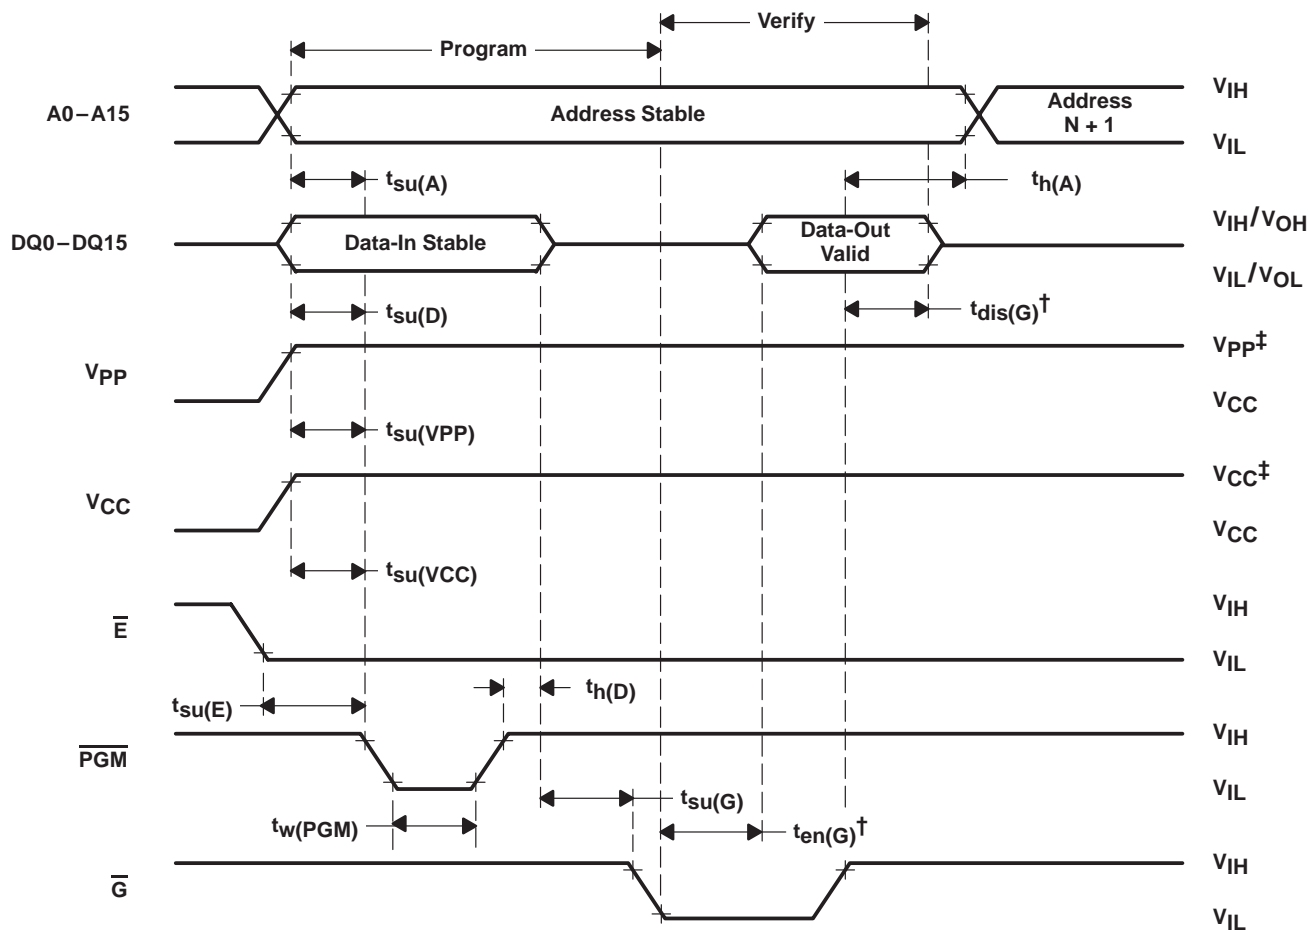 Verify
Program
A0–A15
Address Stable
Address
N + 1
VIH
VIL
tsu(A)
th(A)
DQ0–DQ15
Data-In Stable
Data-Out
Valid
VIH/VOH
VIL/VOL
tsu(D)
tdis(G)†
VPP
VPP‡
VCC
tsu(VPP)
VCC
VCC‡
VCC
tsu(VCC)
E̅
VIH
VIL
tsu(E)
th(D)
P̅G̅M̅
VIH
VIL
tw(PGM)
tsu(G)
ten(G)†
G̅
VIH
VIL